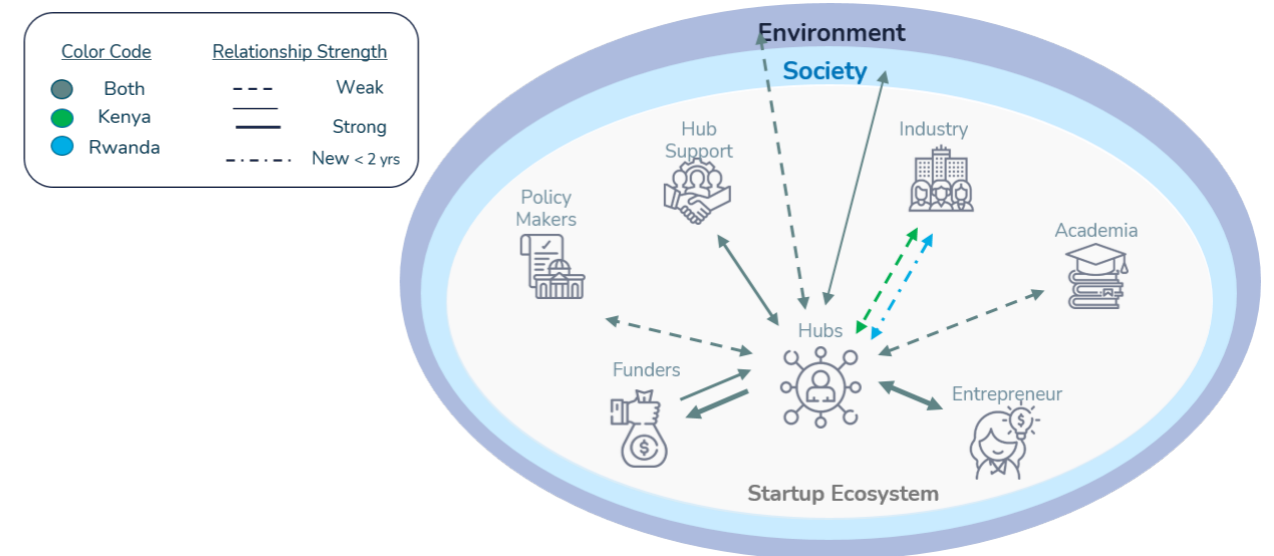 Color Code
Relationship Strength
Both
Weak
Kenya
Strong
Rwanda
New < 2 yrs
Environment
Society
Hub
Support
Industry
Policy
Makers
Academia
Hubs
Funders
Entrepreneur
$
$
Startup Ecosystem